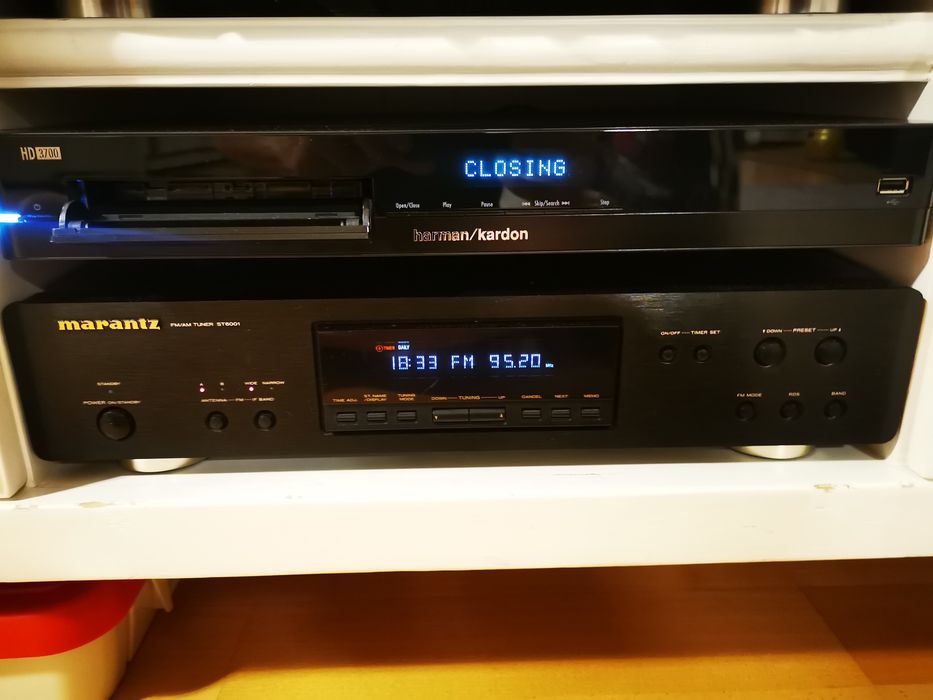 HD 3700
CLOSING
Open/Close Play Pause Skip/Search Stop
harman/kardon
marantz FM/AM TUNER ST6001
TIMER DAILY
18:33 FM 95.20 MHz
ON/OFF TIMER SET
DOWN PRESET UP
STANDBY
A B WIDE NARROW
POWER ON/STANDBY
ANTENNA FM IF BAND
TIME ADJ. ST. NAME /DISPLAY TUNING MODE DOWN TUNING UP CANCEL NEXT MEMO
FM MODE RDS BAND